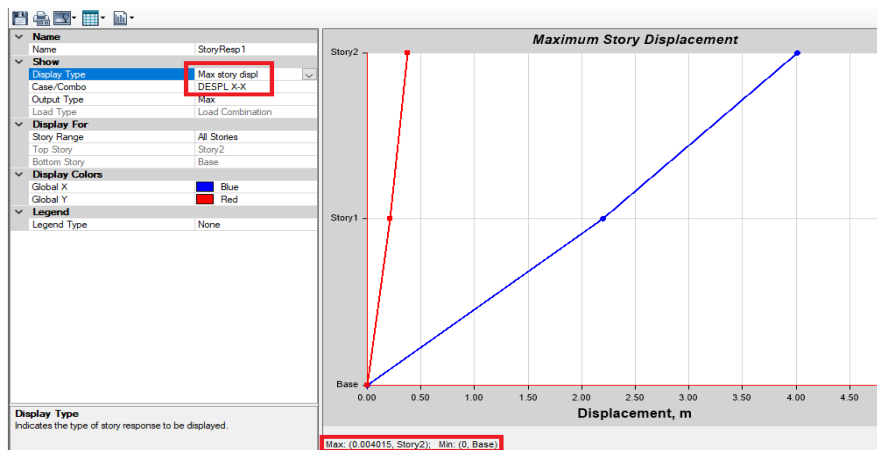 Name
Name StoryResp1
Show
Display Type Max story displ
Case/Combo DESPL X-X
Output Type Max
Load Type Load Combination
Display For
Story Range All Stories
Top Story Story2
Bottom Story Base
Display Colors
Global X Blue
Global Y Red
Legend
Legend Type None
Display Type
Indicates the type of story response to be displayed.
Maximum Story Displacement
Story2
Story1
Base
0.00 0.50 1.00 1.50 2.00 2.50 3.00 3.50 4.00 4.50
Displacement, m
Max: (0.004015, Story2); Min: (0, Base)